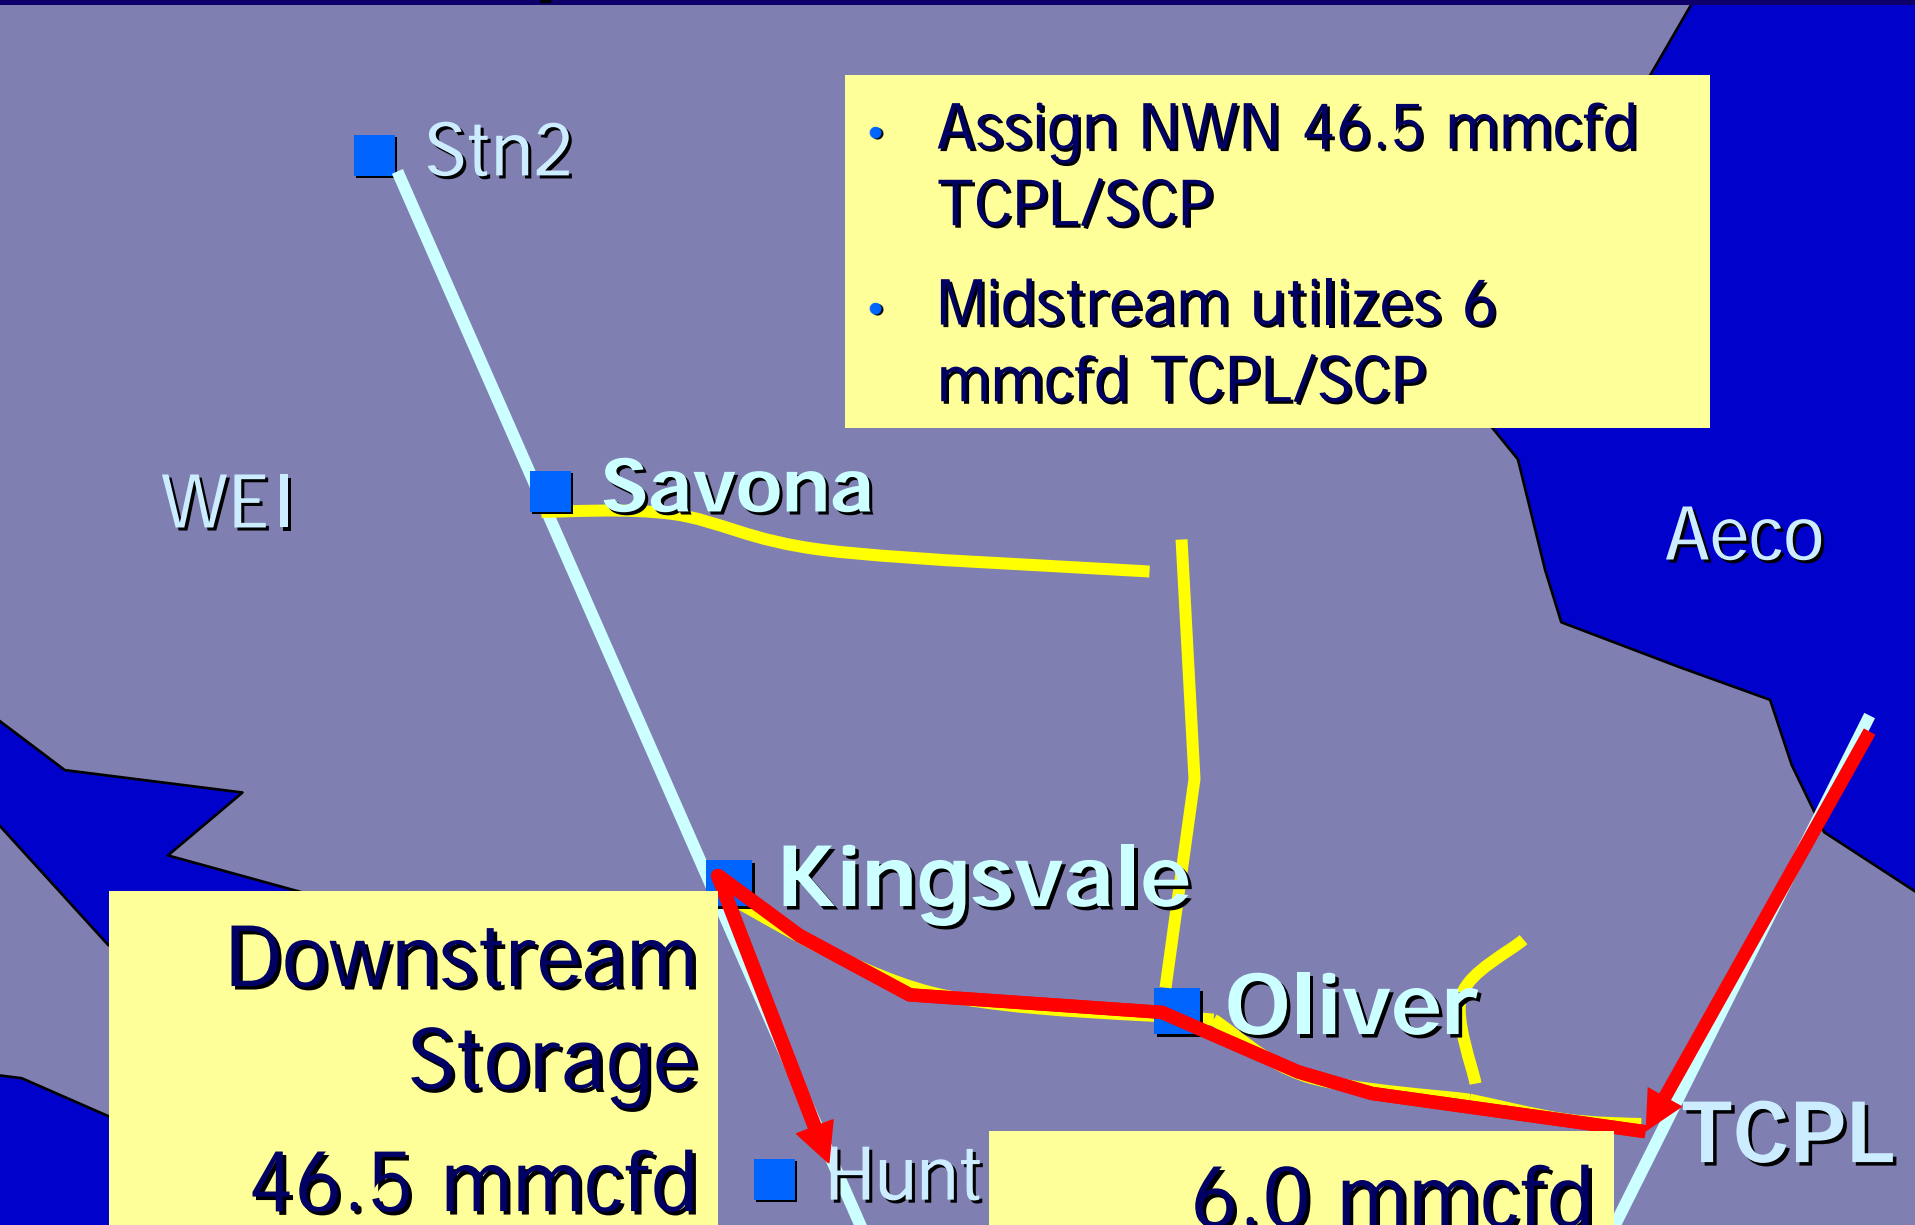 Stn2
• Assign NWN 46.5 mmcfd
TCPL/SCP
• Midstream utilizes 6
mmcfd TCPL/SCP
Savona
WEI
Aeco
Kingsvale
Oliver
Downstream
Storage
46.5 mmcfd
Hunt
6.0 mmcfd
TCPL